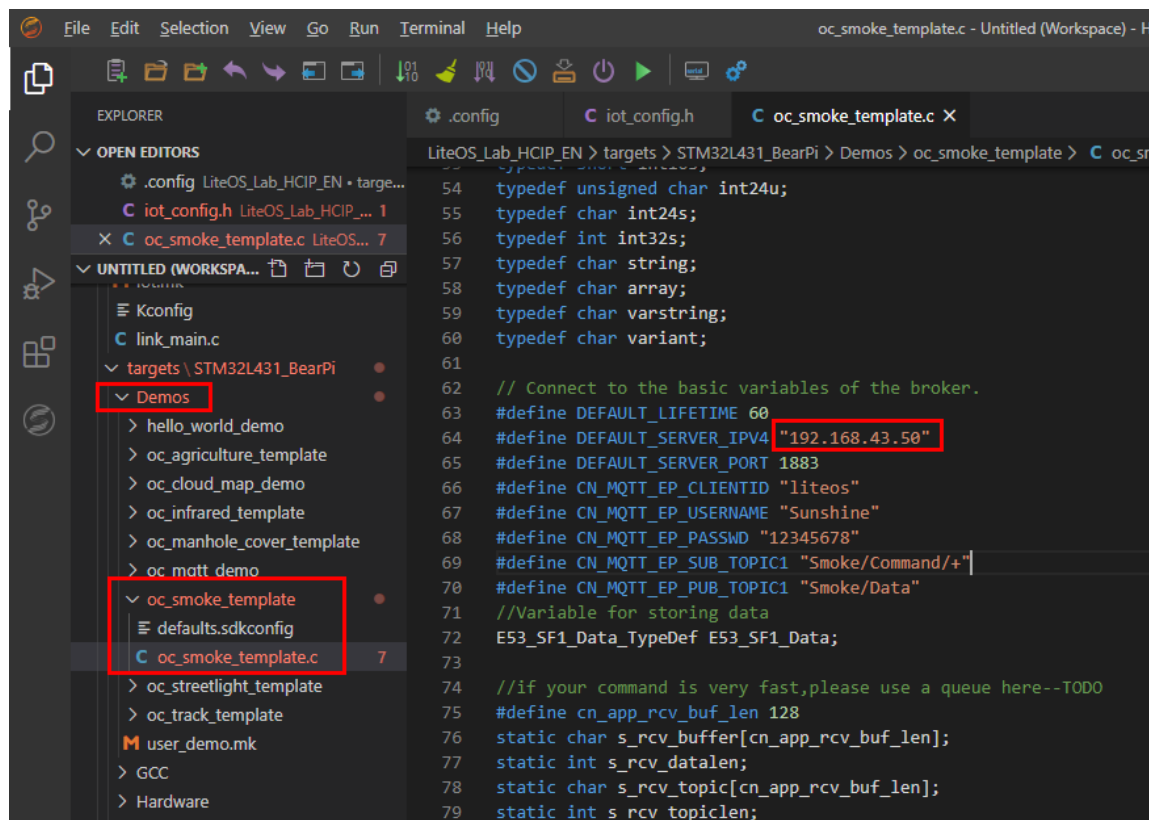 File Edit Selection View Go Run Terminal Help oc_smoke_template.c - Untitled (Workspace) - H
EXPLORER
OPEN EDITORS
.config LiteOS_Lab_HCIP_EN • targe...
C iot_config.h LiteOS_Lab_HCIP_... 1
C oc_smoke_template.c LiteOS... 7
UNTITLED (WORKSPA...
Kconfig
C link_main.c
targets \ STM32L431_BearPi
Demos
hello_world_demo
oc_agriculture_template
oc_cloud_map_demo
oc_infrared_template
oc_manhole_cover_template
oc_mqtt_demo
oc_smoke_template
defaults.sdkconfig
C oc_smoke_template.c 7
oc_streetlight_template
oc_track_template
M user_demo.mk
GCC
Hardware
.config C iot_config.h C oc_smoke_template.c
LiteOS_Lab_HCIP_EN > targets > STM32L431_BearPi > Demos > oc_smoke_template > C oc_sr
54 typedef unsigned char int24u;
55 typedef char int24s;
56 typedef int int32s;
57 typedef char string;
58 typedef char array;
59 typedef char varstring;
60 typedef char variant;
61
62 // Connect to the basic variables of the broker.
63 #define DEFAULT_LIFETIME 60
64 #define DEFAULT_SERVER_IPV4 "192.168.43.50"
65 #define DEFAULT_SERVER_PORT 1883
66 #define CN_MQTT_EP_CLIENTID "liteos"
67 #define CN_MQTT_EP_USERNAME "Sunshine"
68 #define CN_MQTT_EP_PASSWD "12345678"
69 #define CN_MQTT_EP_SUB_TOPIC1 "Smoke/Command/+"
70 #define CN_MQTT_EP_PUB_TOPIC1 "Smoke/Data"
71 //Variable for storing data
72 E53_SF1_Data_TypeDef E53_SF1_Data;
73
74 //if your command is very fast,please use a queue here--TODO
75 #define cn_app_rcv_buf_len 128
76 static char s_rcv_buffer[cn_app_rcv_buf_len];
77 static int s_rcv_datalen;
78 static char s_rcv_topic[cn_app_rcv_buf_len];
79 static int s_rcv_topiclen;